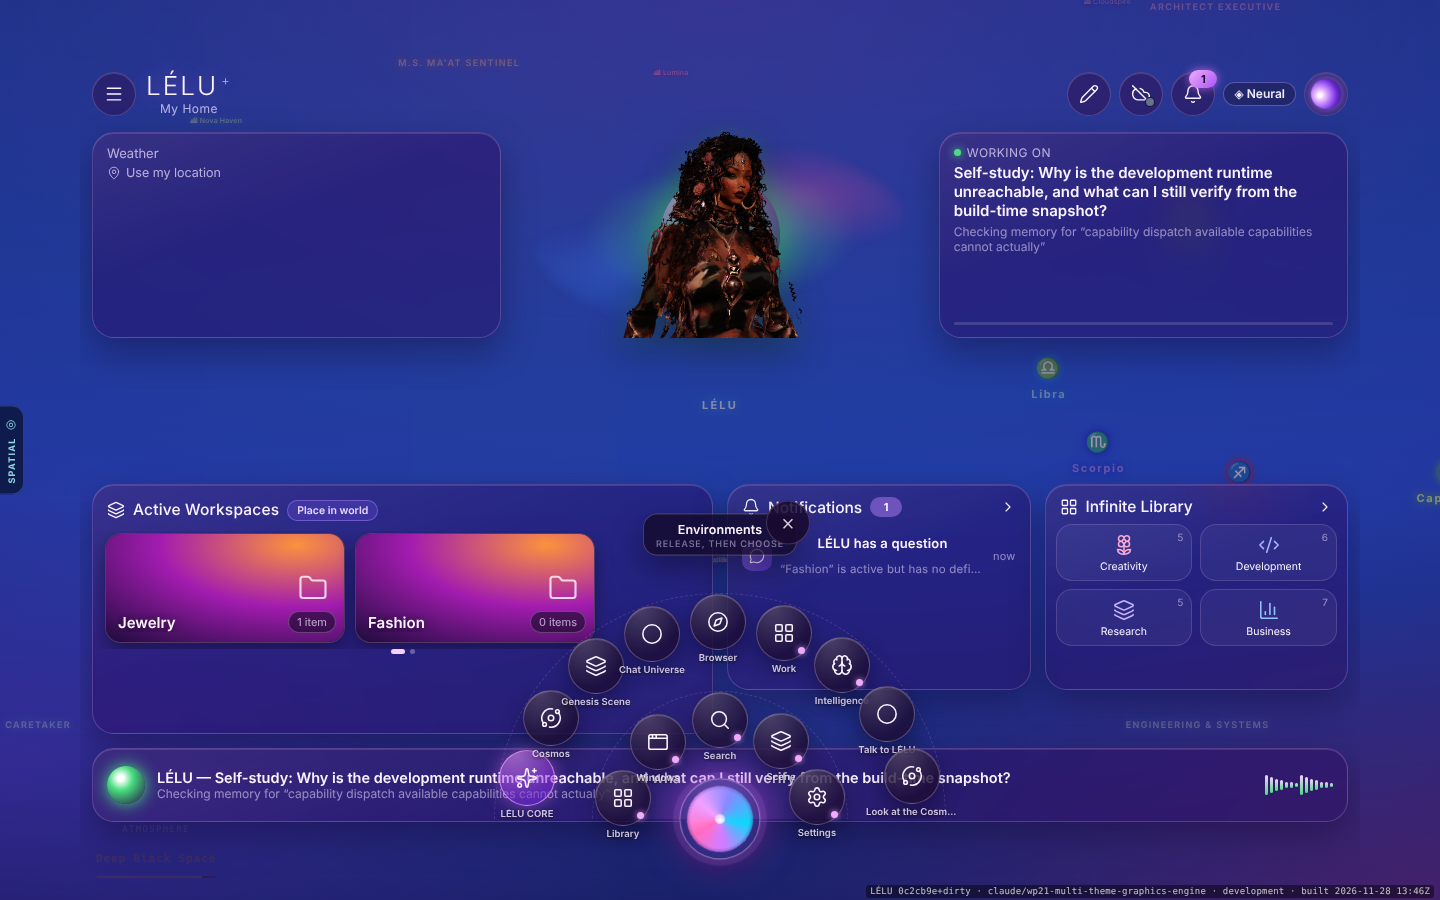 Cloudspire
ARCHITECT EXECUTIVE
M.S. MA'AT SENTINEL
Lumina
LÉLU +
My Home
Nova Haven
1
◈ Neural
Weather
Use my location
WORKING ON
Self-study: Why is the development runtime
unreachable, and what can I still verify from the
build-time snapshot?
Checking memory for “capability dispatch available capabilities
cannot actually”
Libra
LÉLU
SPATIAL
Scorpio
Cap
Active Workspaces
Place in world
Jewelry
1 item
Fashion
0 items
Notifications
1
LÉLU has a question
now
“Fashion” is active but has no defi...
Infinite Library
Creativity
5
Development
6
Research
5
Business
7
Environments
RELEASE, THEN CHOOSE
Browser
Chat Universe
Work
Genesis Scene
Intelligence
Cosmos
Talk to LÉLU
Search
Windows
LÉLU CORE
Library
Settings
Look at the Cosm...
CARETAKER
ENGINEERING & SYSTEMS
LÉLU — Self-study: Why is the development runtime unreachable, and what can I still verify from the build-time snapshot?
Checking memory for “capability dispatch available capabilities cannot actually”
ATMOSPHERE
Deep Black Space
LÉLU 0c2cb9e+dirty · claude/wp21-multi-theme-graphics-engine · development · built 2026-11-28 13:46Z